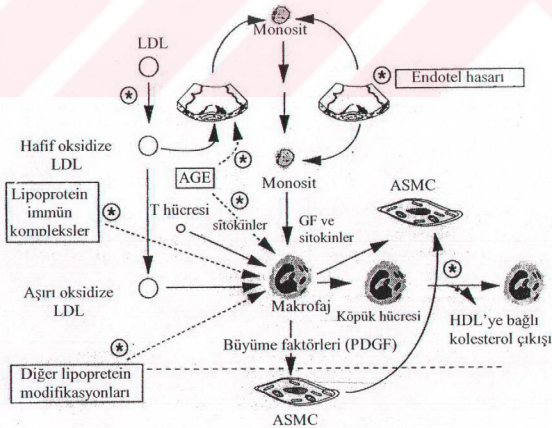 Monosit
LDL
Endotel hasarı
Hafif oksidize
LDL
AGE
Monosit
ASMC
Lipoprotein
immün
kompleksler
T hücresi
sitokinler
GF ve
sitokinler
Aşırı oksidize
LDL
Makrofaj
Köpük hücresi
HDL'ye bağlı
kolesterol çıkışı
Büyüme faktörleri (PDGF)
Diğer lipopretein
modifikasyonları
ASMC